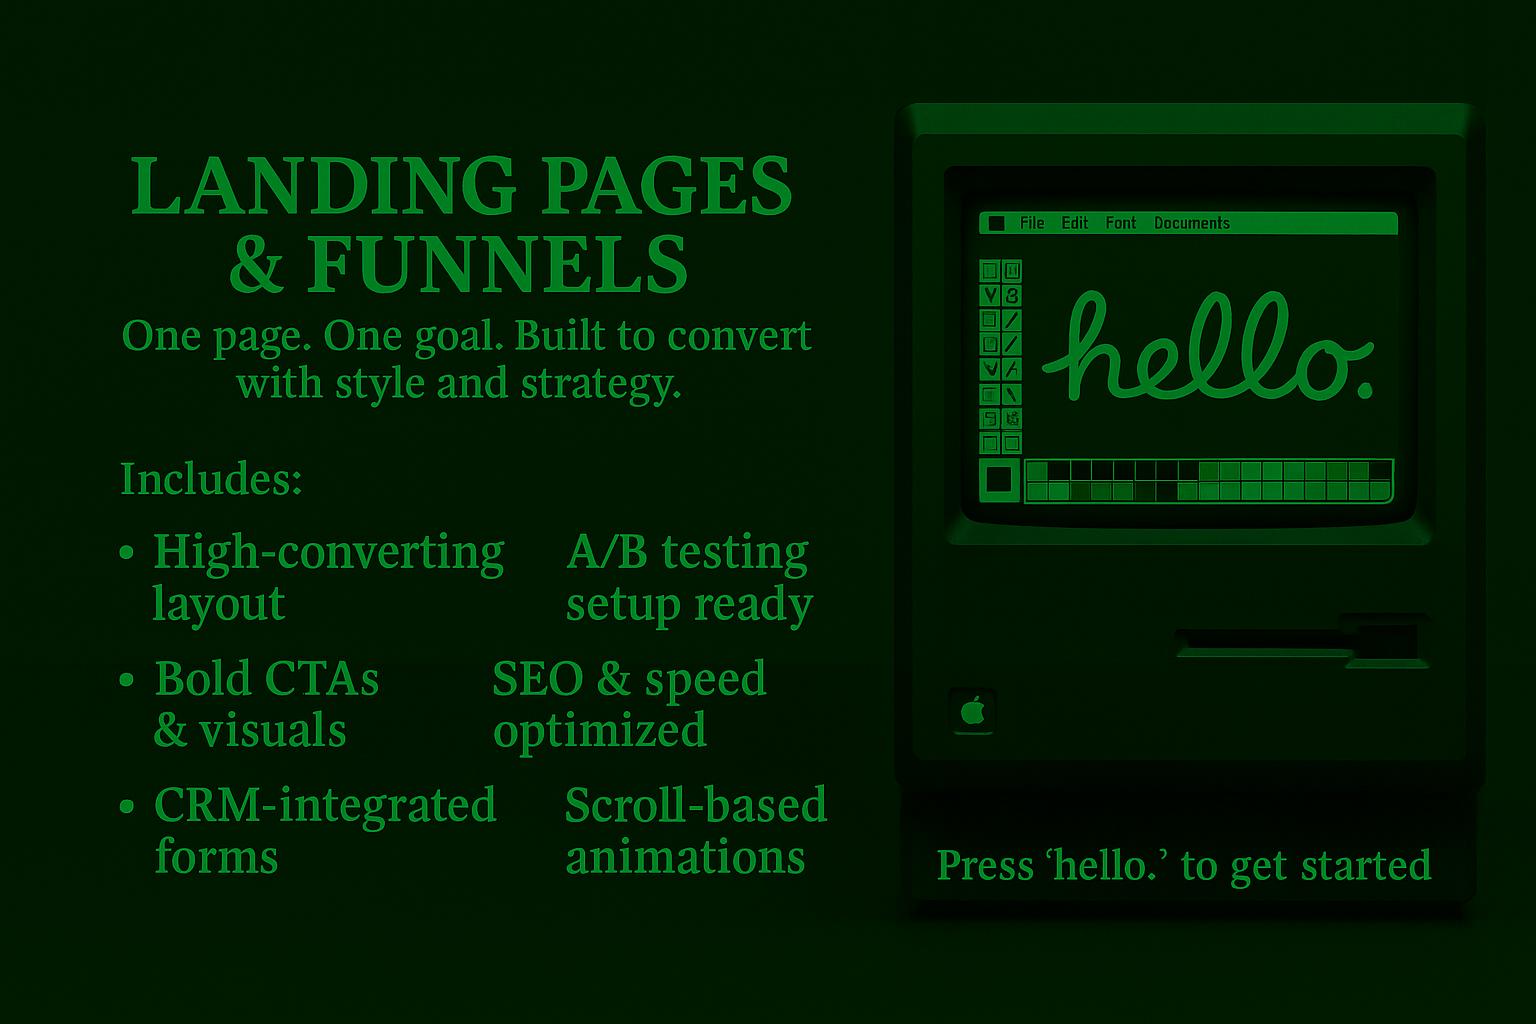 LANDING PAGES
& FUNNELS
One page. One goal. Built to convert
with style and strategy.
Includes:
• High-converting
layout
A/B testing
setup ready
• Bold CTAs
& visuals
SEO & speed
optimized
• CRM-integrated
forms
Scroll-based
animations
File Edit Font Documents
hello.
Press ‘hello.’ to get started